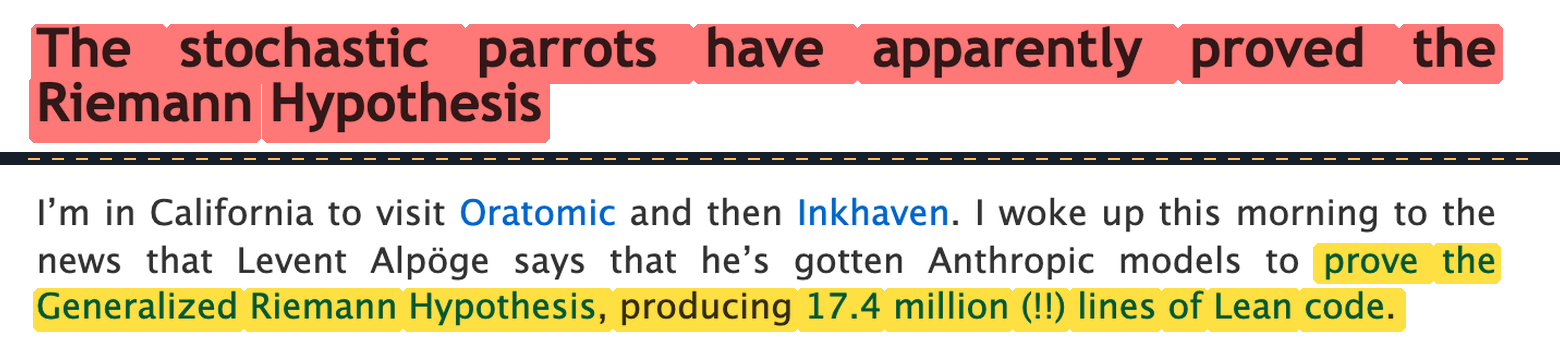 The stochastic parrots have apparently proved the
Riemann Hypothesis
I’m in California to visit Oratomic and then Inkhaven. I woke up this morning to the
news that Levent Alpöge says that he’s gotten Anthropic models to prove the
Generalized Riemann Hypothesis, producing 17.4 million (!!) lines of Lean code.